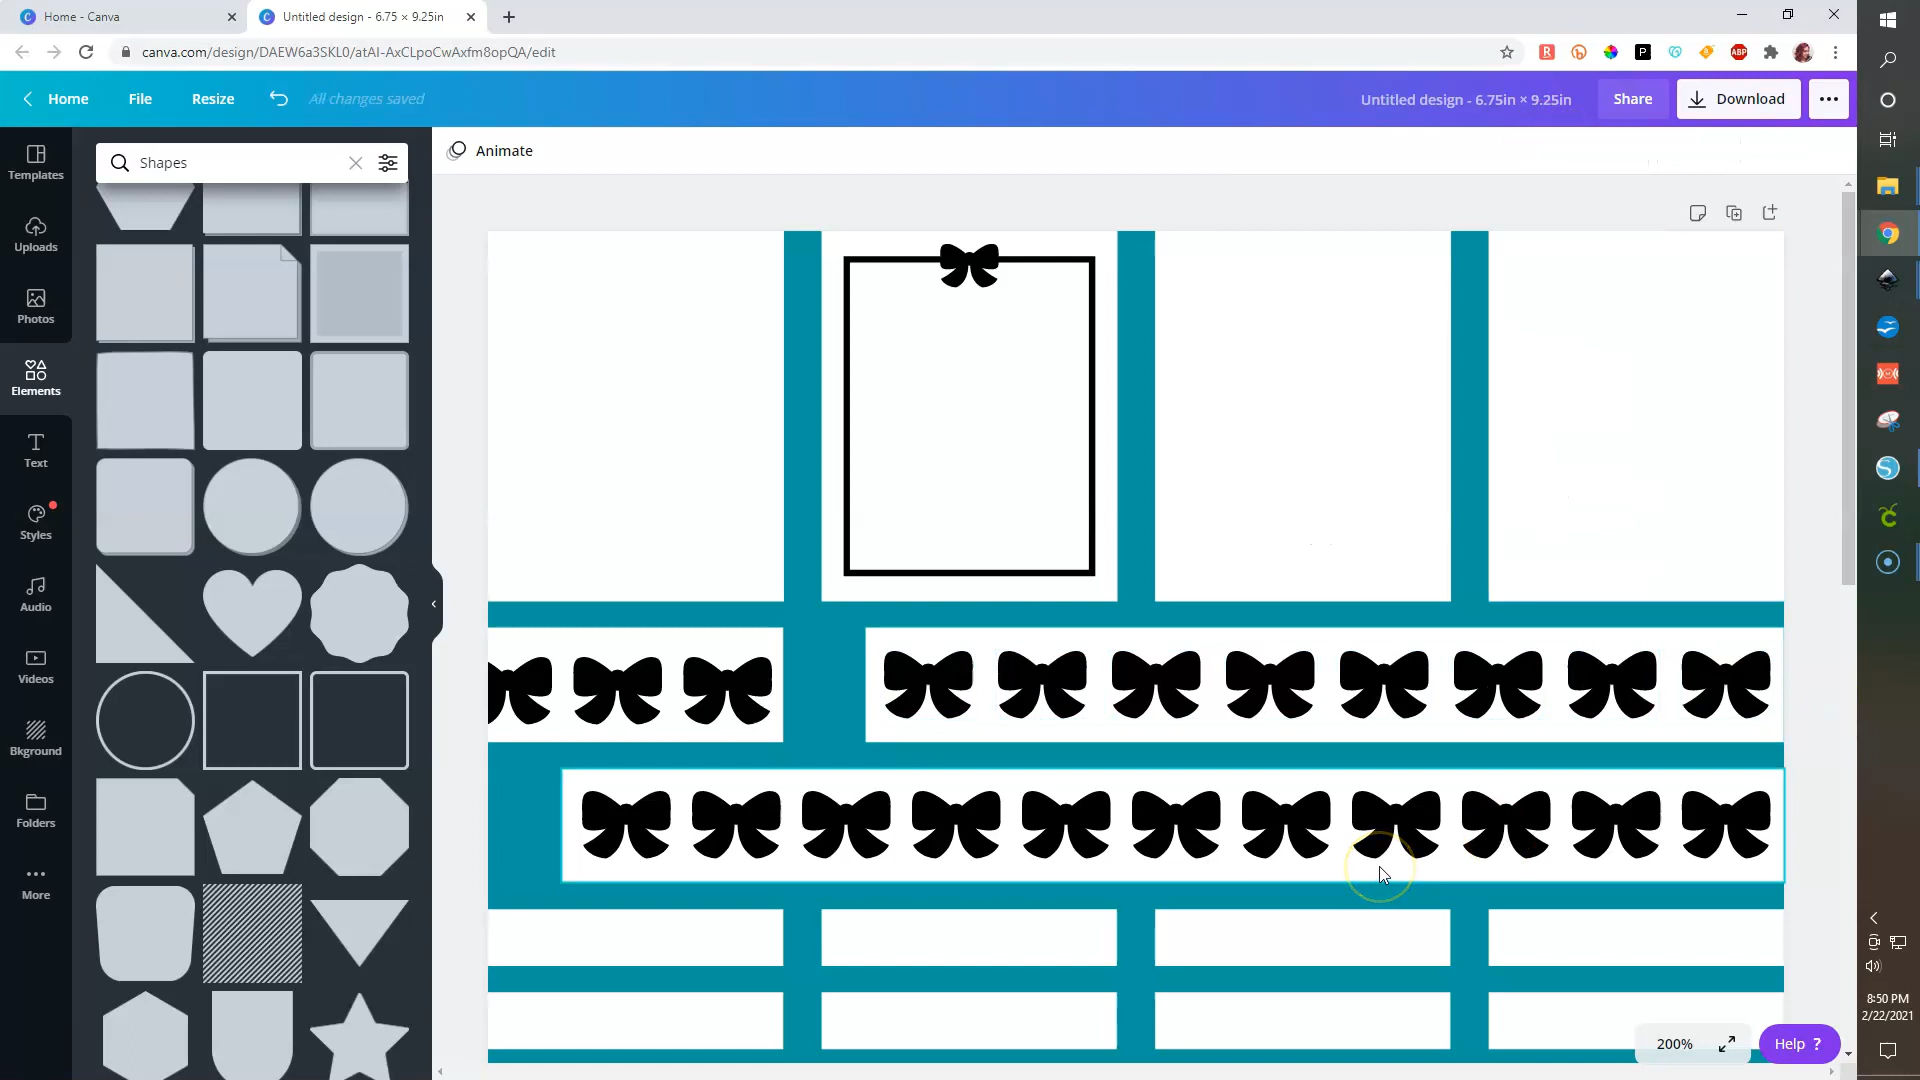 Home - Canva
Untitled design - 6.75 × 9.25in
canva.com/design/DAEW6a3SKL0/atAI-AxCLpoCwAxfm8opQA/edit
Home
File
Resize
All changes saved
Untitled design - 6.75in × 9.25in
Share
Download
Templates
Shapes
Animate
Uploads
Photos
Elements
Text
Styles
Audio
Videos
Bkground
Folders
More
200%
Help ?
ABP
8:50 PM
2/22/2021